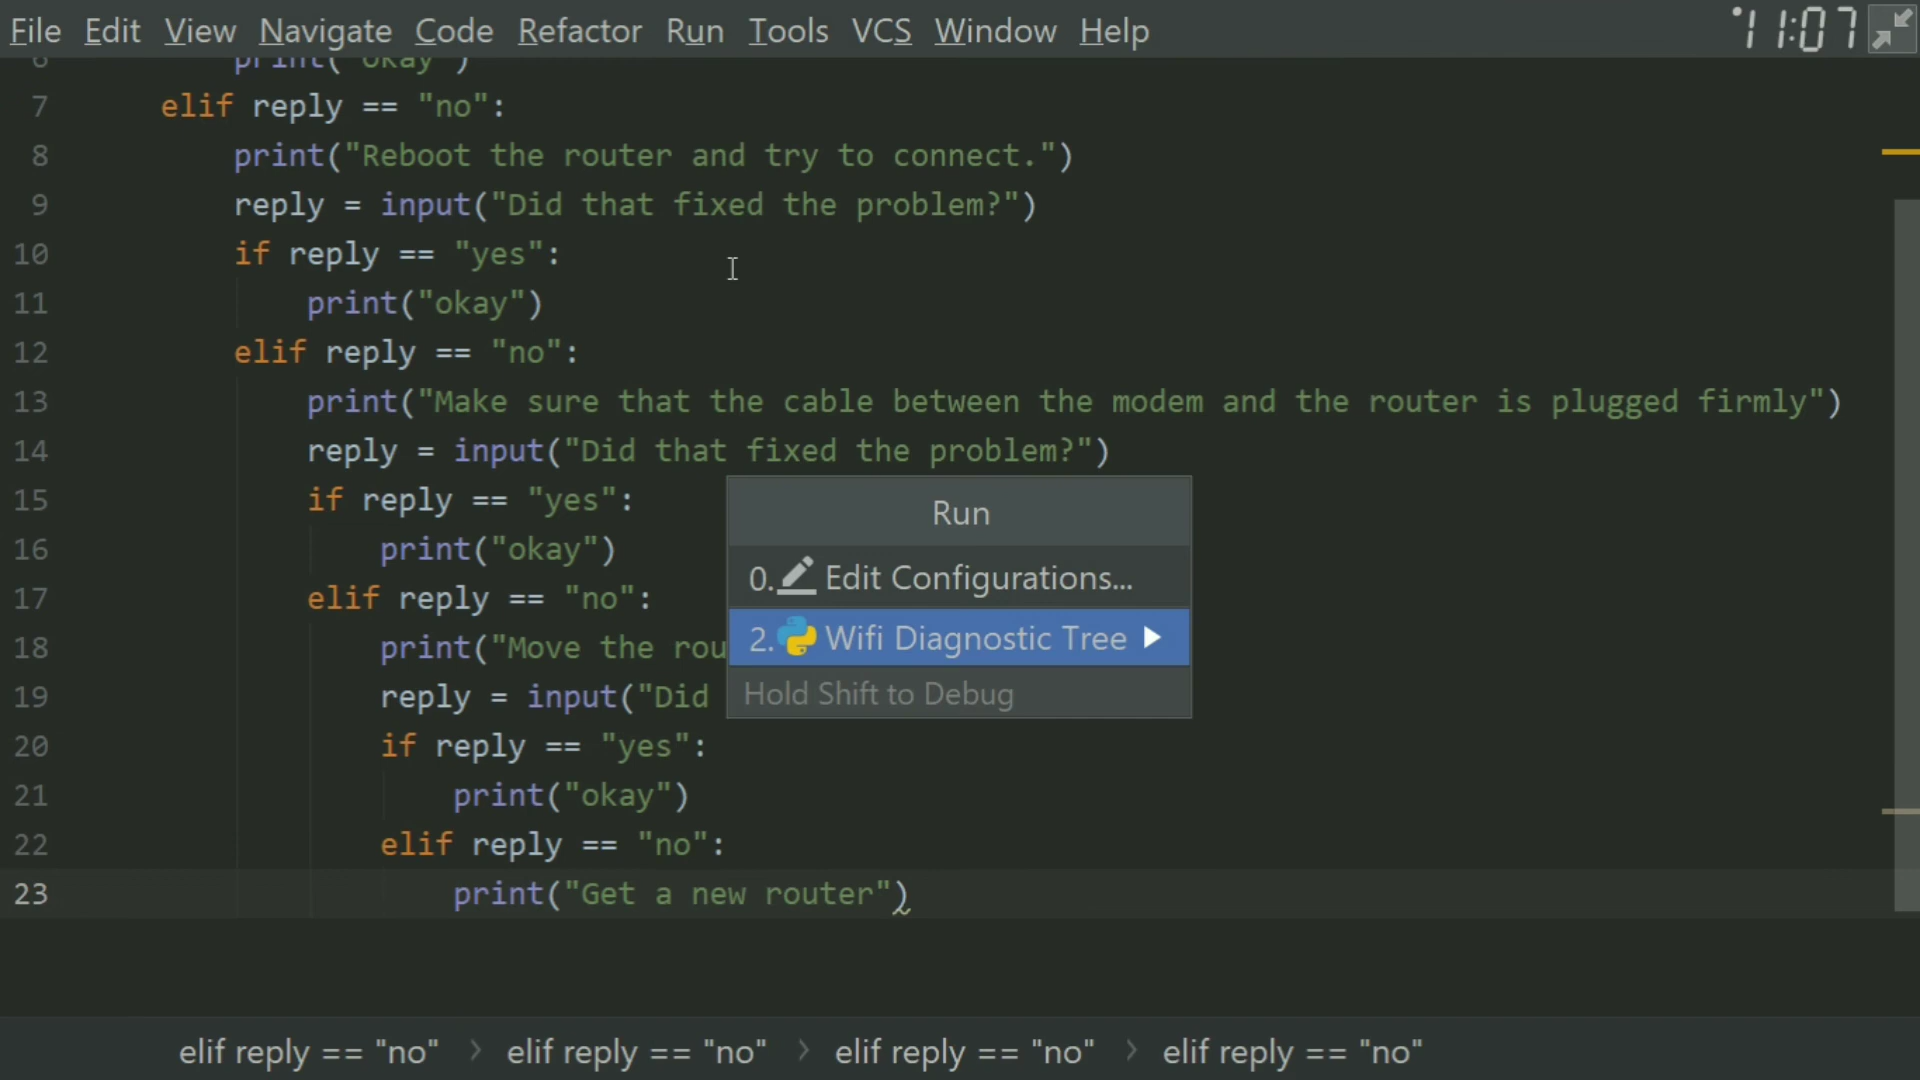 File Edit View Navigate Code Refactor Run Tools VCS Window Help 11:07
6 print("okay")
7 elif reply == "no":
8 print("Reboot the router and try to connect.")
9 reply = input("Did that fixed the problem?")
10 if reply == "yes":
11 print("okay")
12 elif reply == "no":
13 print("Make sure that the cable between the modem and the router is plugged firmly")
14 reply = input("Did that fixed the problem?")
15 if reply == "yes":
16 print("okay")
17 elif reply == "no":
18 print("Move the rou
19 reply = input("Did
20 if reply == "yes":
21 print("okay")
22 elif reply == "no":
23 print("Get a new router")
Run
0. Edit Configurations...
2. Wifi Diagnostic Tree
Hold Shift to Debug
elif reply == "no" elif reply == "no" elif reply == "no" elif reply == "no"